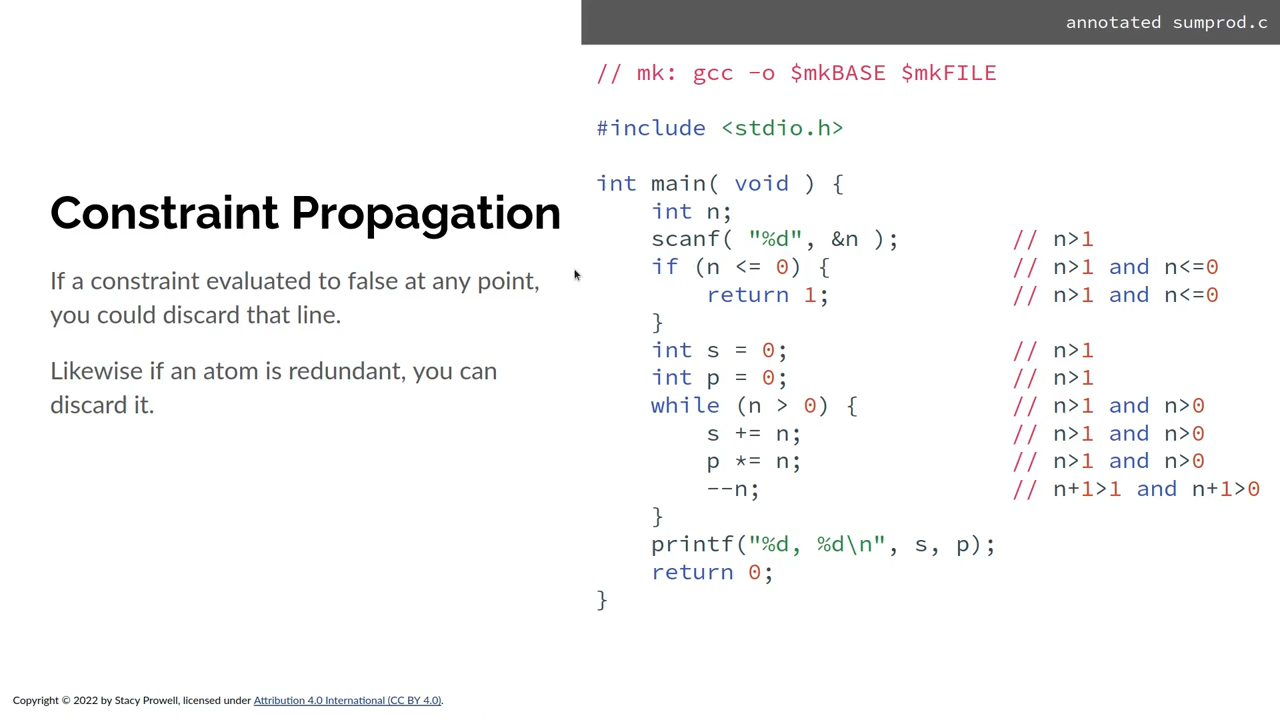 annotated sumprod.c
Constraint Propagation
If a constraint evaluated to false at any point,
you could discard that line.
Likewise if an atom is redundant, you can
discard it.
// mk: gcc -o $mkBASE $mkFILE
#include <stdio.h>
int main( void ) {
    int n;
    scanf( "%d", &n );        // n>1
    if (n <= 0) {             // n>1 and n<=0
        return 1;             // n>1 and n<=0
    }
    int s = 0;                // n>1
    int p = 0;                // n>1
    while (n > 0) {           // n>1 and n>0
        s += n;               // n>1 and n>0
        p *= n;               // n>1 and n>0
        --n;                  // n+1>1 and n+1>0
    }
    printf("%d, %d\n", s, p);
    return 0;
}
Copyright © 2022 by Stacy Prowell, licensed under Attribution 4.0 International (CC BY 4.0).